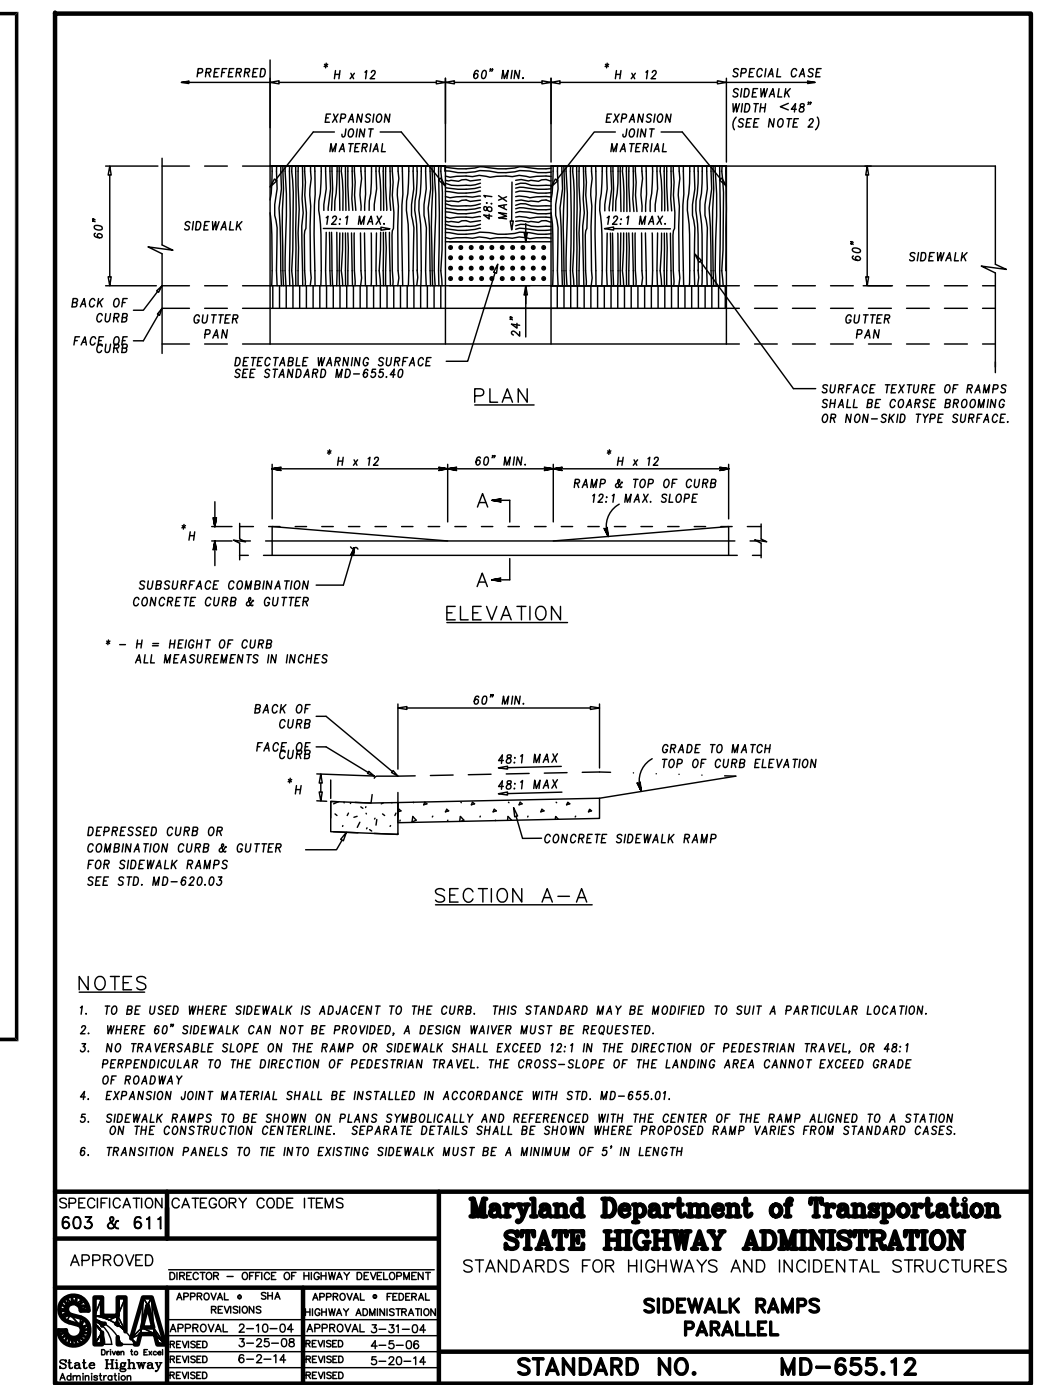 PREFERRED
* H x 12
60" MIN.
* H x 12
SPECIAL CASE
SIDEWALK
WIDTH <48"
(SEE NOTE 2)
EXPANSION
JOINT
MATERIAL
EXPANSION
JOINT
MATERIAL
60"
SIDEWALK
12:1 MAX.
48:1
MAX
12:1 MAX.
60"
SIDEWALK
BACK OF
CURB
FACE OF
CURB
GUTTER
PAN
24"
GUTTER
PAN
DETECTABLE WARNING SURFACE
SEE STANDARD MD-655.40
PLAN
SURFACE TEXTURE OF RAMPS
SHALL BE COARSE BROOMING
OR NON-SKID TYPE SURFACE.
* H x 12
60" MIN.
* H x 12
A
RAMP & TOP OF CURB
12:1 MAX. SLOPE
* H
SUBSURFACE COMBINATION
CONCRETE CURB & GUTTER
A
ELEVATION
* - H = HEIGHT OF CURB
ALL MEASUREMENTS IN INCHES
60" MIN.
BACK OF
CURB
FACE OF
CURB
* H
48:1 MAX
48:1 MAX
GRADE TO MATCH
TOP OF CURB ELEVATION
DEPRESSED CURB OR
COMBINATION CURB & GUTTER
FOR SIDEWALK RAMPS
SEE STD. MD-620.03
CONCRETE SIDEWALK RAMP
SECTION A-A
NOTES
1. TO BE USED WHERE SIDEWALK IS ADJACENT TO THE CURB. THIS STANDARD MAY BE MODIFIED TO SUIT A PARTICULAR LOCATION.
2. WHERE 60" SIDEWALK CAN NOT BE PROVIDED, A DESIGN WAIVER MUST BE REQUESTED.
3. NO TRAVERSABLE SLOPE ON THE RAMP OR SIDEWALK SHALL EXCEED 12:1 IN THE DIRECTION OF PEDESTRIAN TRAVEL, OR 48:1
PERPENDICULAR TO THE DIRECTION OF PEDESTRIAN TRAVEL. THE CROSS-SLOPE OF THE LANDING AREA CANNOT EXCEED GRADE
OF ROADWAY
4. EXPANSION JOINT MATERIAL SHALL BE INSTALLED IN ACCORDANCE WITH STD. MD-655.01.
5. SIDEWALK RAMPS TO BE SHOWN ON PLANS SYMBOLICALLY AND REFERENCED WITH THE CENTER OF THE RAMP ALIGNED TO A STATION
ON THE CONSTRUCTION CENTERLINE. SEPARATE DETAILS SHALL BE SHOWN WHERE PROPOSED RAMP VARIES FROM STANDARD CASES.
6. TRANSITION PANELS TO TIE INTO EXISTING SIDEWALK MUST BE A MINIMUM OF 5' IN LENGTH
SPECIFICATION
603 & 611
CATEGORY CODE ITEMS
APPROVED
DIRECTOR - OFFICE OF HIGHWAY DEVELOPMENT
SHA
Driven to Excel
State Highway
Administration
APPROVAL • SHA
REVISIONS
APPROVAL • FEDERAL
HIGHWAY ADMINISTRATION
APPROVAL 2-10-04
APPROVAL 3-31-04
REVISED 3-25-08
REVISED 4-5-06
REVISED 6-2-14
REVISED 5-20-14
REVISED
REVISED
Maryland Department of Transportation
STATE HIGHWAY ADMINISTRATION
STANDARDS FOR HIGHWAYS AND INCIDENTAL STRUCTURES
SIDEWALK RAMPS
PARALLEL
STANDARD NO. MD-655.12